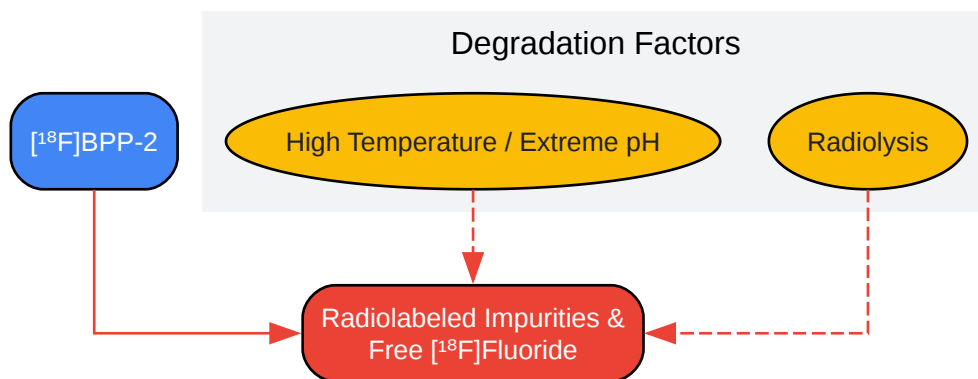 Degradation Factors
[¹⁸F]BPP-2
High Temperature / Extreme pH
Radiolysis
Radiolabeled Impurities &
Free [¹⁸F]Fluoride